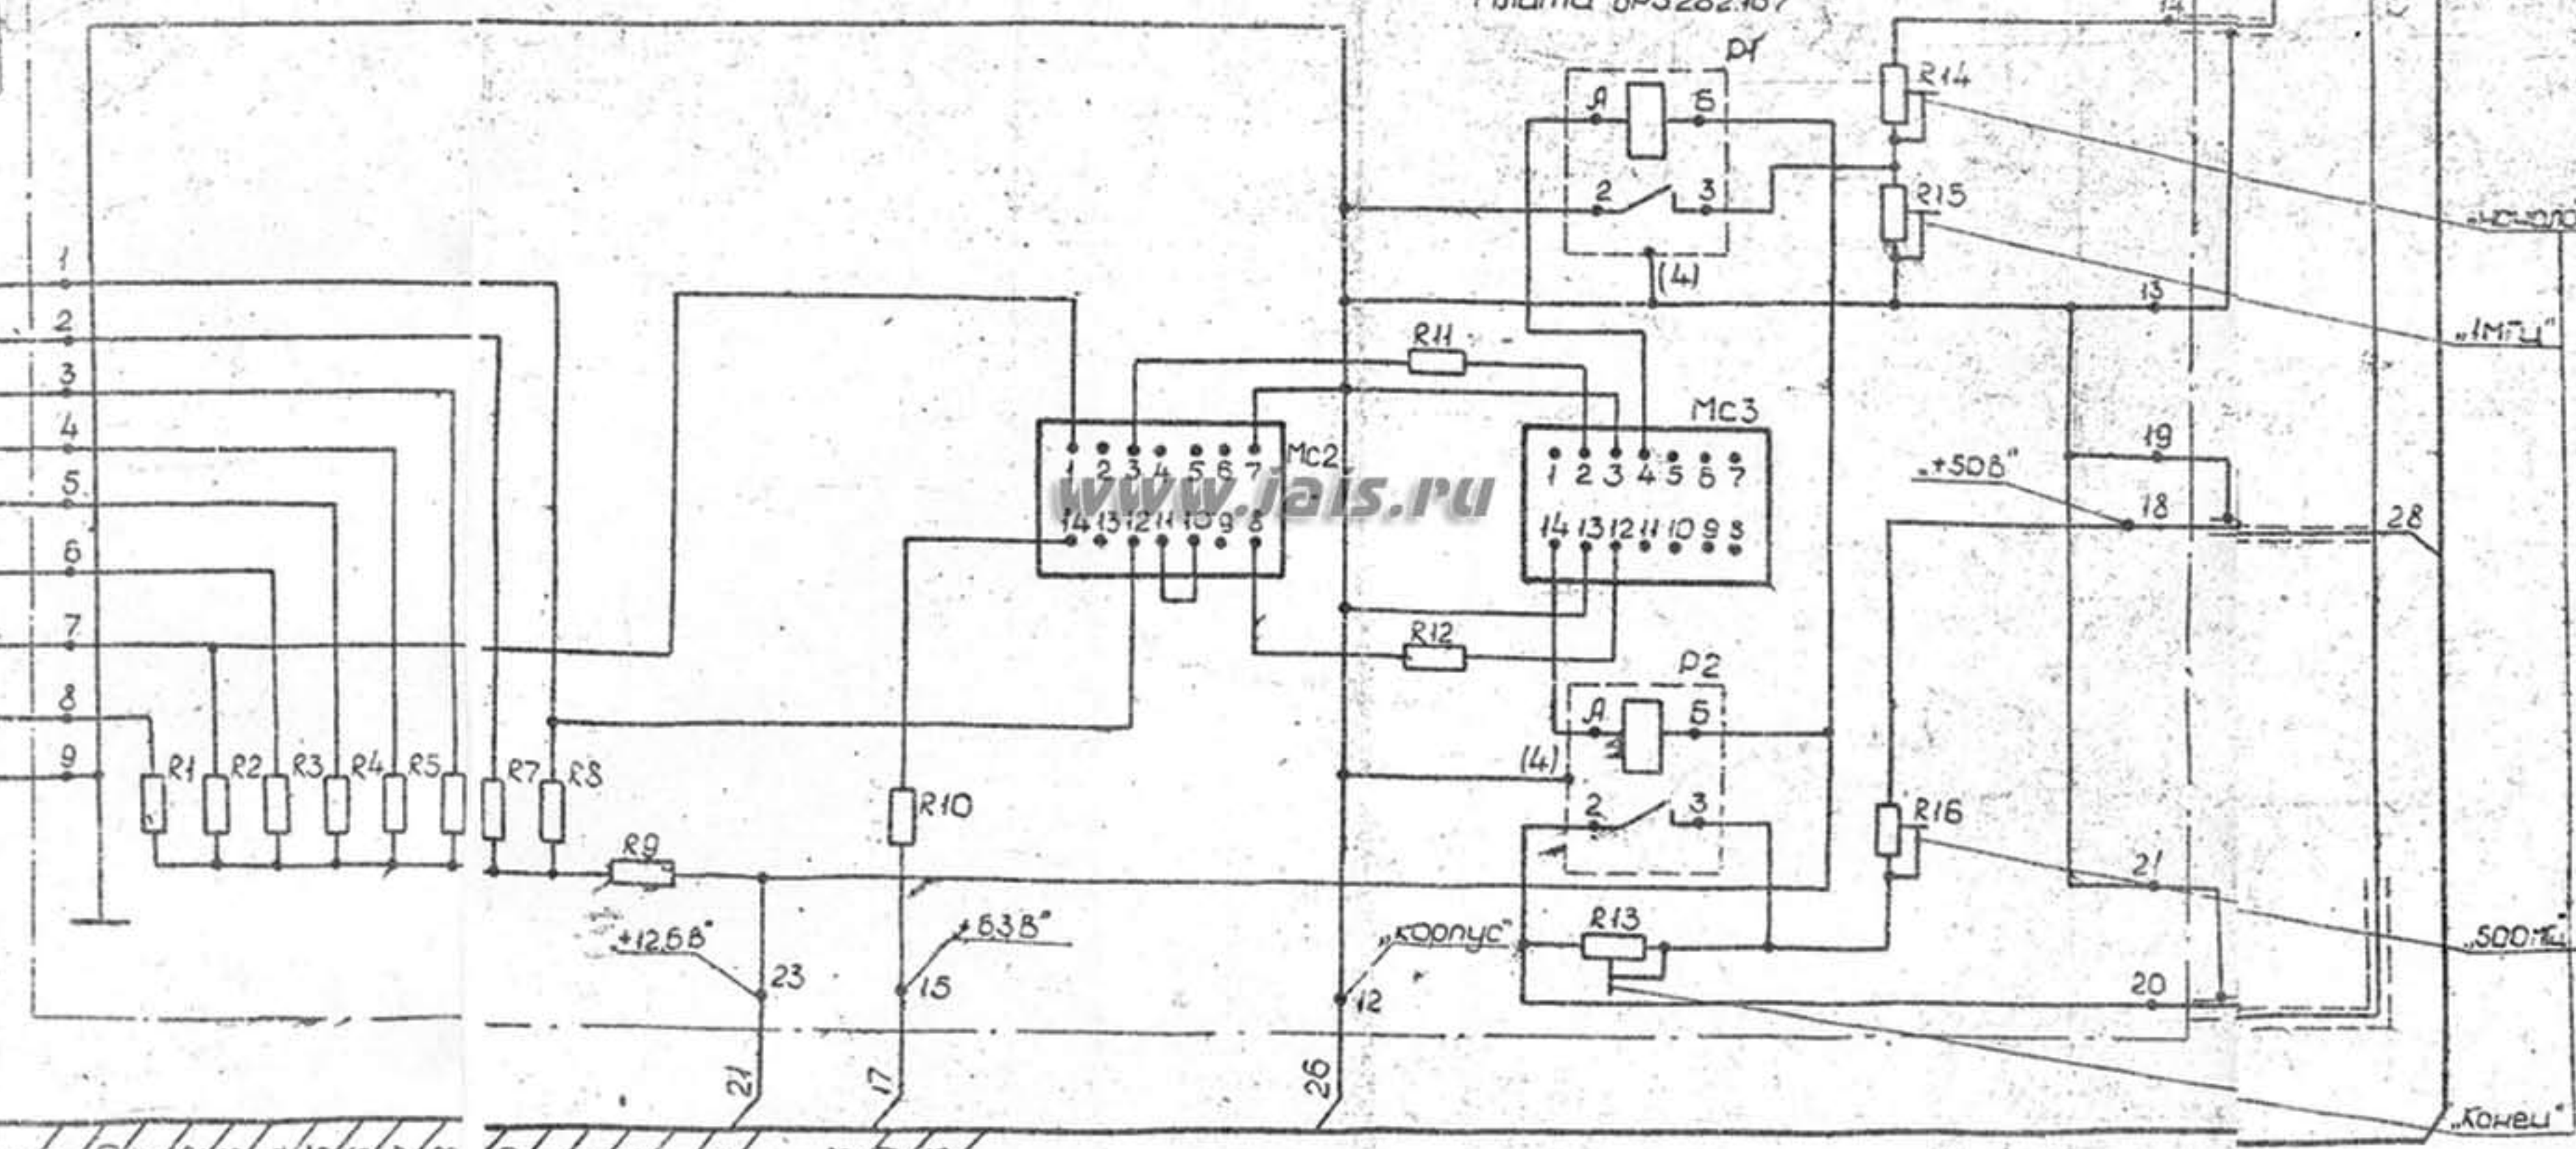 Плата
14
Р1
R14
А
Б
2
3
R15
(4)
13
„1МГц"
1
2
3
4
5
6
7
8
9
R11
МС3
МС2
1 2 3 4 5 6 7
14 13 12 11 10 9 8
1 2 3 4 5 6 7
14 13 12 11 10 9 8
www.jais.ru
19
„+50В"
18
28
R12
Р2
А
Б
(4)
2
3
R1
R2
R3
R4
R5
R7
R8
R9
R10
R16
21
R13
„+12,6В"
23
15
„корпус"
12
20
21
17
26
„Конец"